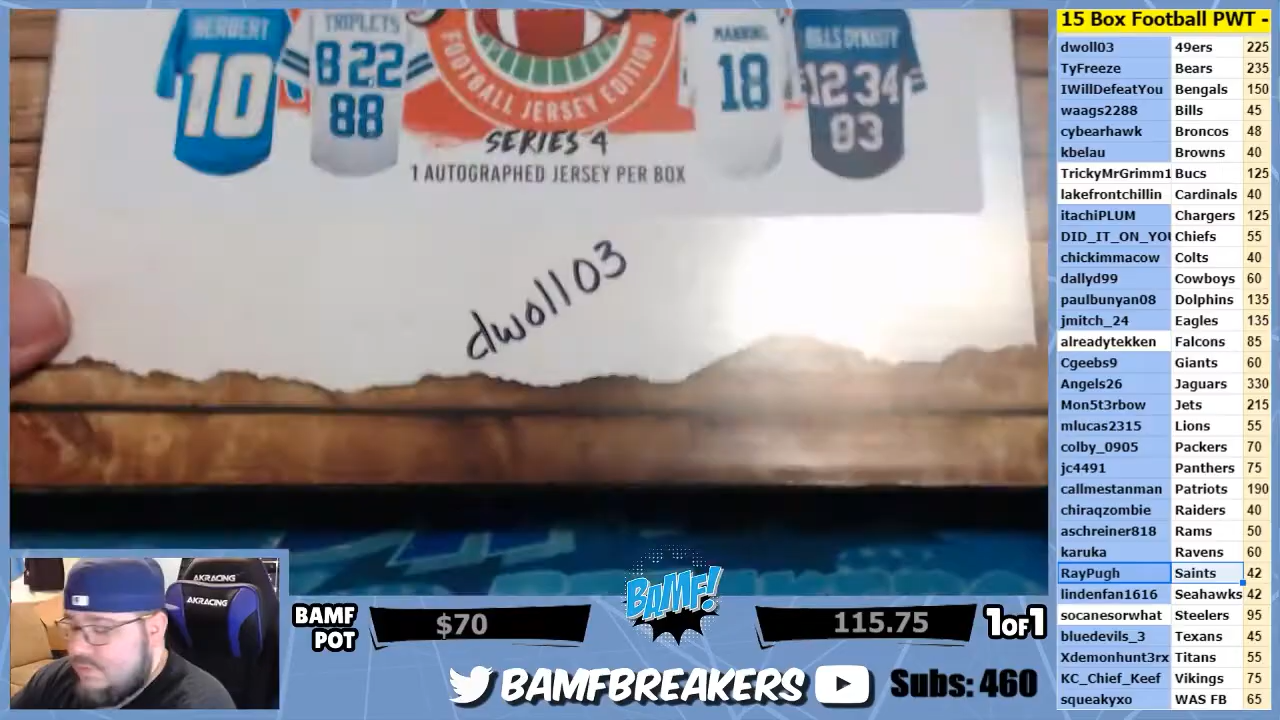 HERBERT
10
TRIPLETS
8 22
88
FOOTBALL JERSEY EDITION
SERIES 4
MANNING
18
BILLS DYNASTY
12 34
83
1 AUTOGRAPHED JERSEY PER BOX
dwoll03
AKRACING
AKRACING
BAMF
POT
$70
BAMF!
115.75
1OF1
BAMFBREAKERS
Subs: 460
15 Box Football PWT -
dwoll03 49ers 225
TyFreeze Bears 235
IWillDefeatYou Bengals 150
waags2288 Bills 45
cybearhawk Broncos 48
kbelau Browns 40
TrickyMrGrimm1 Bucs 125
lakefrontchillin Cardinals 40
itachiPLUM Chargers 125
DID_IT_ON_YOU Chiefs 55
chickimmacow Colts 40
dallyd99 Cowboys 60
paulbunyan08 Dolphins 135
jmitch_24 Eagles 135
alreadytekken Falcons 85
Cgeebs9 Giants 60
Angels26 Jaguars 330
Mon5t3rbow Jets 215
mlucas2315 Lions 55
colby_0905 Packers 70
jc4491 Panthers 75
callmestanman Patriots 190
chiraqzombie Raiders 40
aschreiner818 Rams 50
karuka Ravens 60
RayPugh Saints 42
lindenfan1616 Seahawks 42
socanesorwhat Steelers 95
bluedevils_3 Texans 45
Xdemonhunt3rx Titans 55
KC_Chief_Keef Vikings 75
squeakyxo WAS FB 65